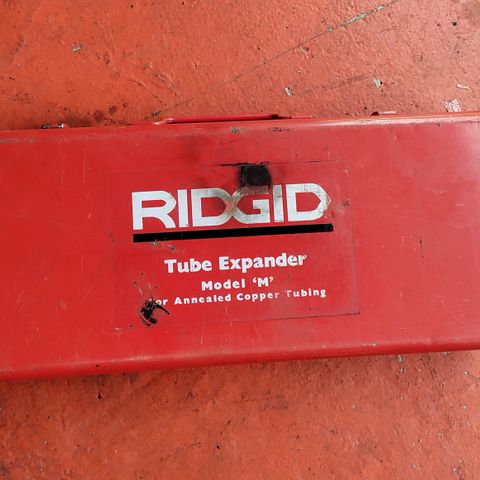 RIDGID
Tube Expander
Model 'M'
or Annealed Copper Tubing